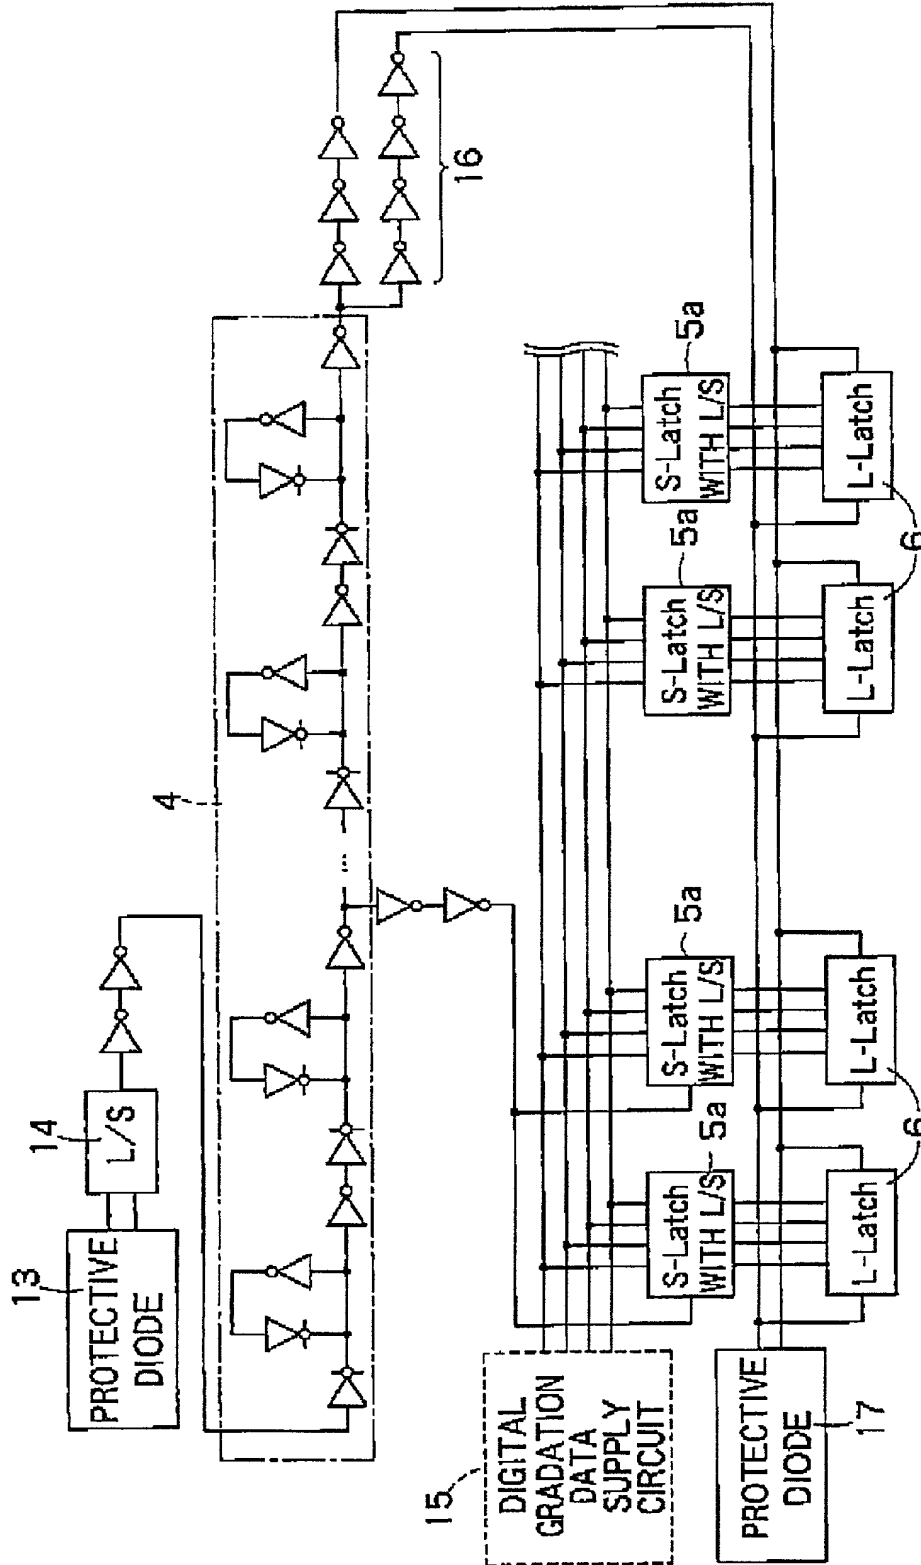 13
PROTECTIVE
DIODE
14
L/S
4
16
15
DIGITAL
GRADATION
DATA
SUPPLY
CIRCUIT
S-Latch
WITH L/S
5a
S-Latch
WITH L/S
5a
...
S-Latch
WITH L/S
5a
S-Latch
WITH L/S
5a
PROTECTIVE
DIODE
17
L-Latch
L-Latch
6
L-Latch
L-Latch
6